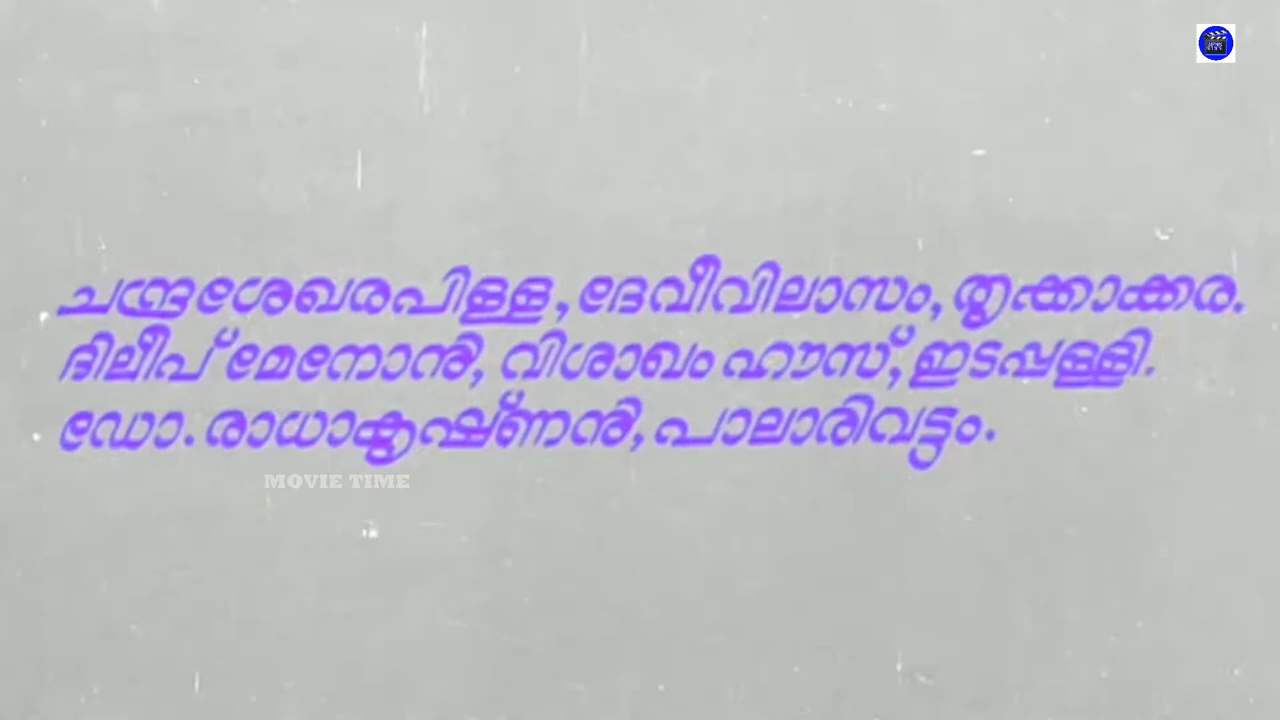 ചന്ദ്രശേഖരപിള്ള, ദേവീവിലാസം, തൃക്കാക്കര.
ദിലീപ് മേനോൻ, വിശാഖം ഹൗസ്, ഇടപ്പള്ളി.
ഡോ. രാധാകൃഷ്ണൻ, പാലാരിവട്ടം.
MOVIE TIME